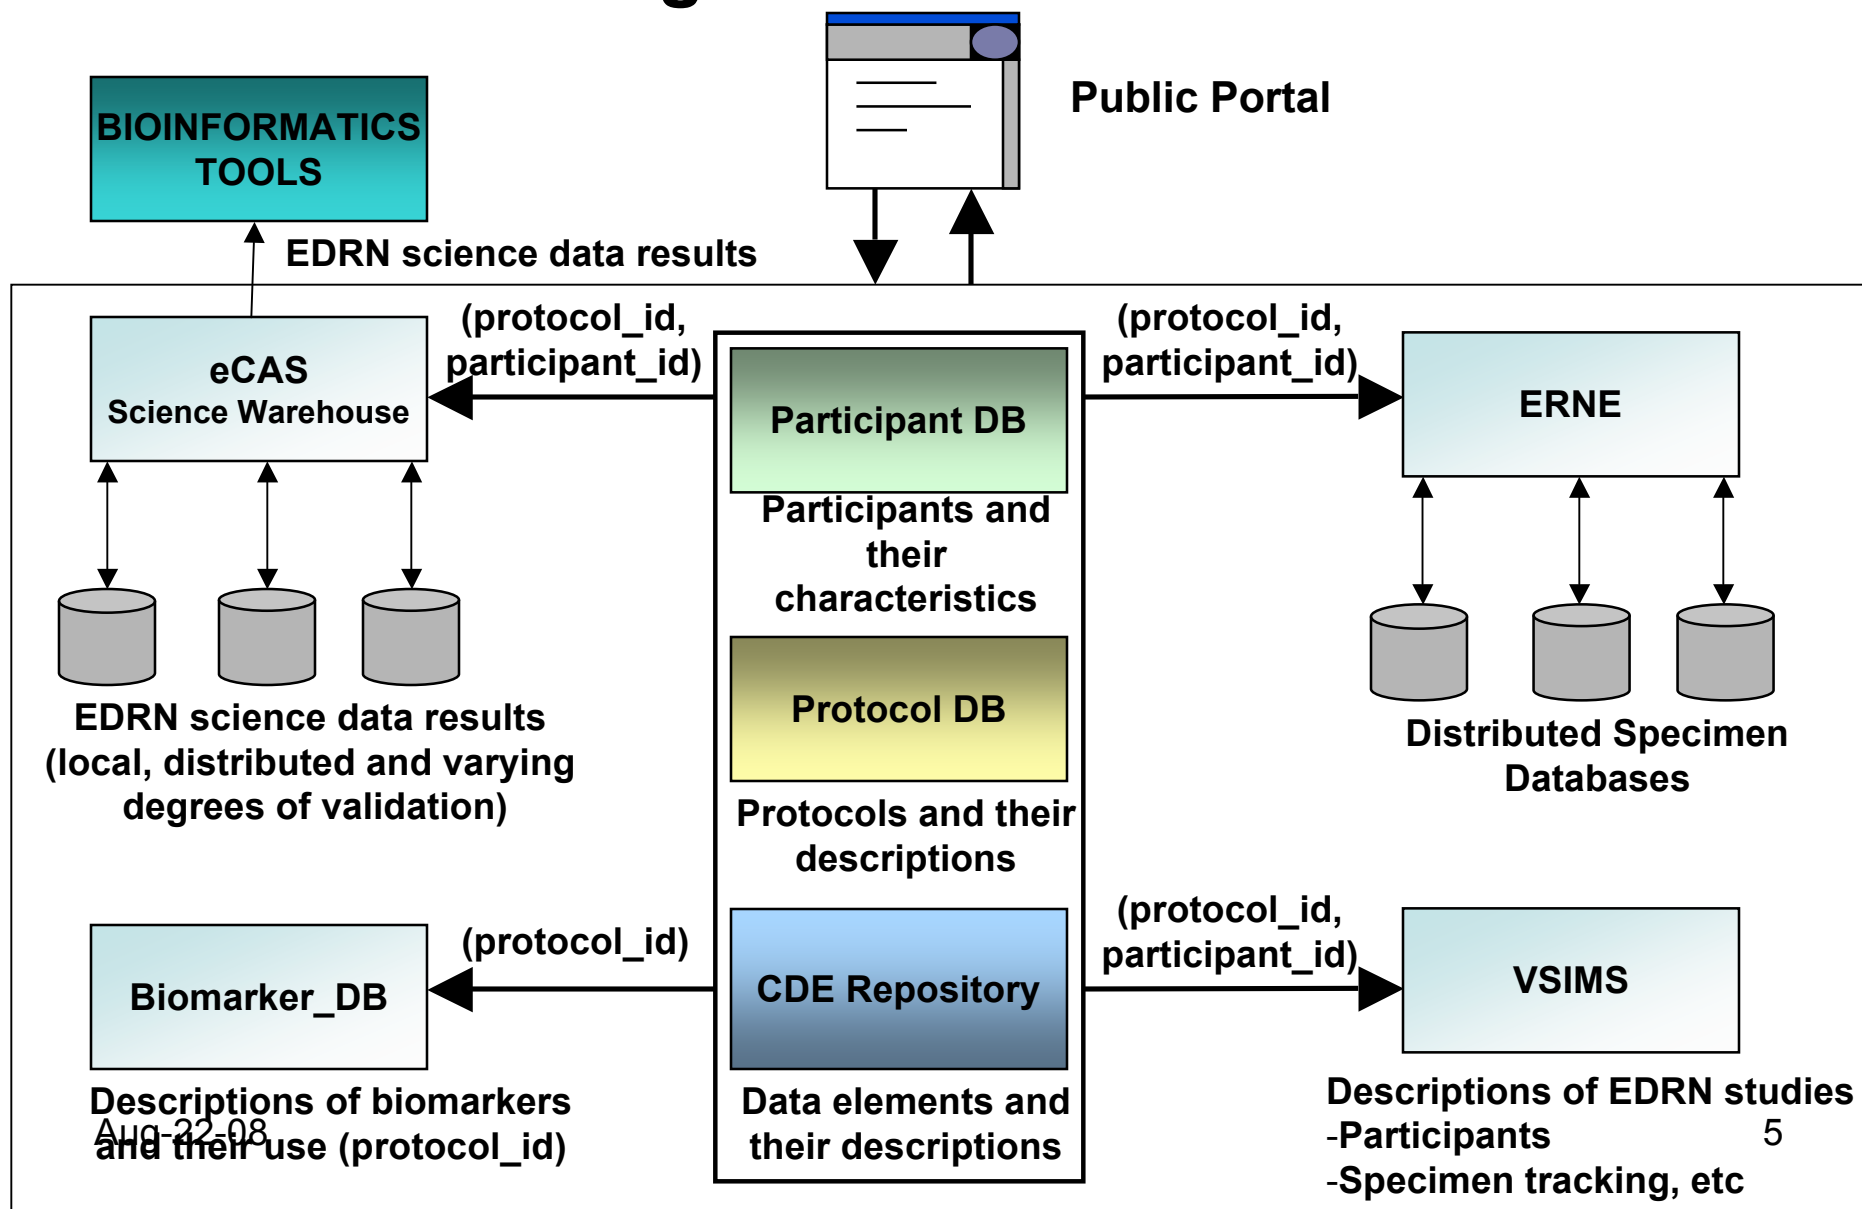 g
Public Portal
BIOINFORMATICS
TOOLS
EDRN science data results
(protocol_id,
participant_id)
(protocol_id,
participant_id)
eCAS
Science Warehouse
Participant DB
ERNE
Participants and
their
characteristics
Protocol DB
EDRN science data results
(local, distributed and varying
degrees of validation)
Distributed Specimen
Databases
Protocols and their
descriptions
(protocol_id)
(protocol_id,
participant_id)
Biomarker_DB
CDE Repository
VSIMS
Descriptions of biomarkers
and their use (protocol_id)
Aug-22-08
Data elements and
their descriptions
Descriptions of EDRN studies
-Participants
-Specimen tracking, etc
5